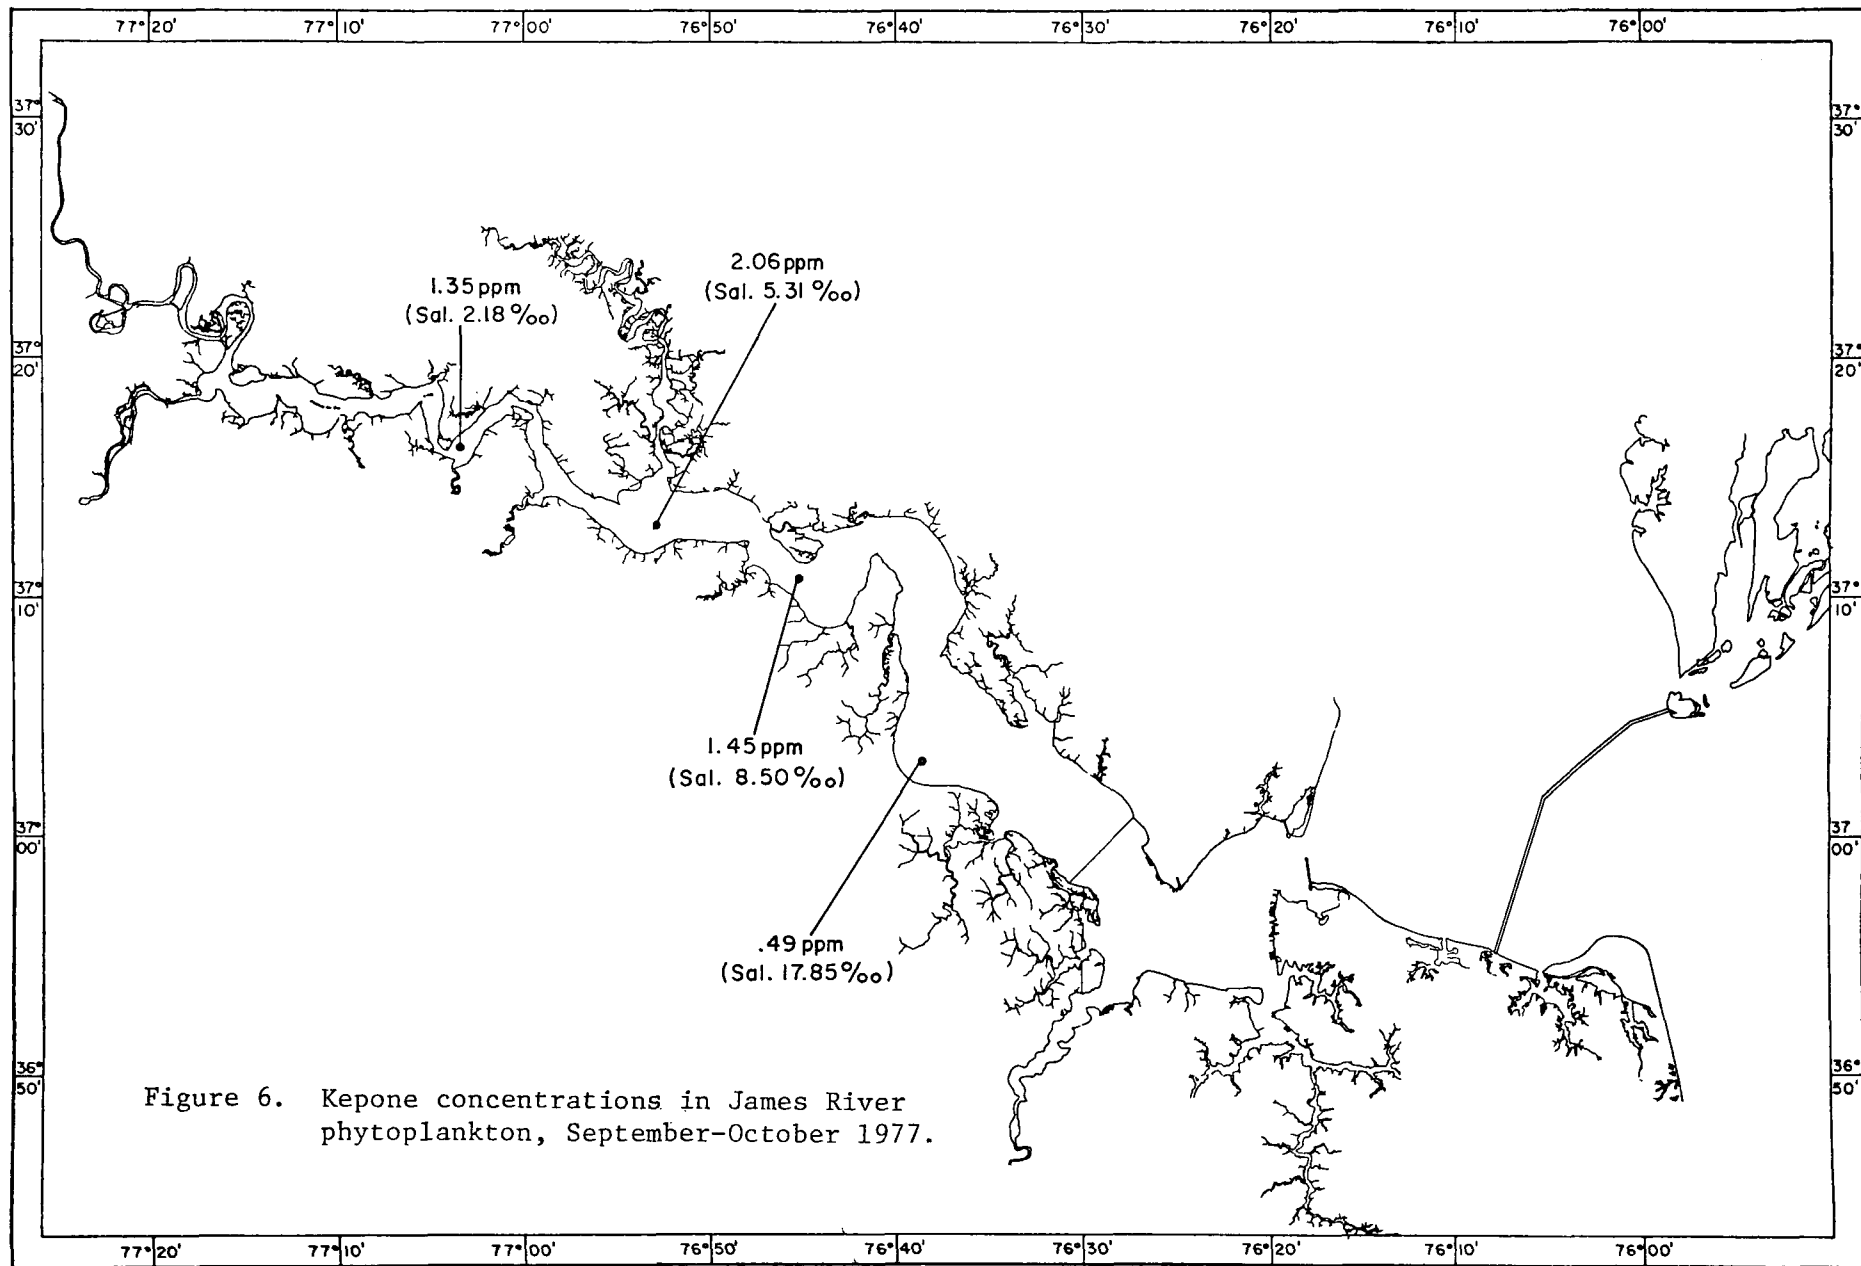 77°20' 77°10' 77°00' 76°50' 76°40' 76°30' 76°20' 76°10' 76°00'
37°
30'
37°
30'
2.06 ppm
(Sal. 5.31 ‰)
1.35 ppm
(Sal. 2.18 ‰)
37°
20'
37°
20'
37°
10'
37°
10'
1.45 ppm
(Sal. 8.50 ‰)
37°
00'
37
00'
.49 ppm
(Sal. 17.85 ‰)
36°
50'
36°
50'
Figure 6. Kepone concentrations in James River
phytoplankton, September-October 1977.
77°20' 77°10' 77°00' 76°50' 76°40' 76°30' 76°20' 76°10' 76°00'